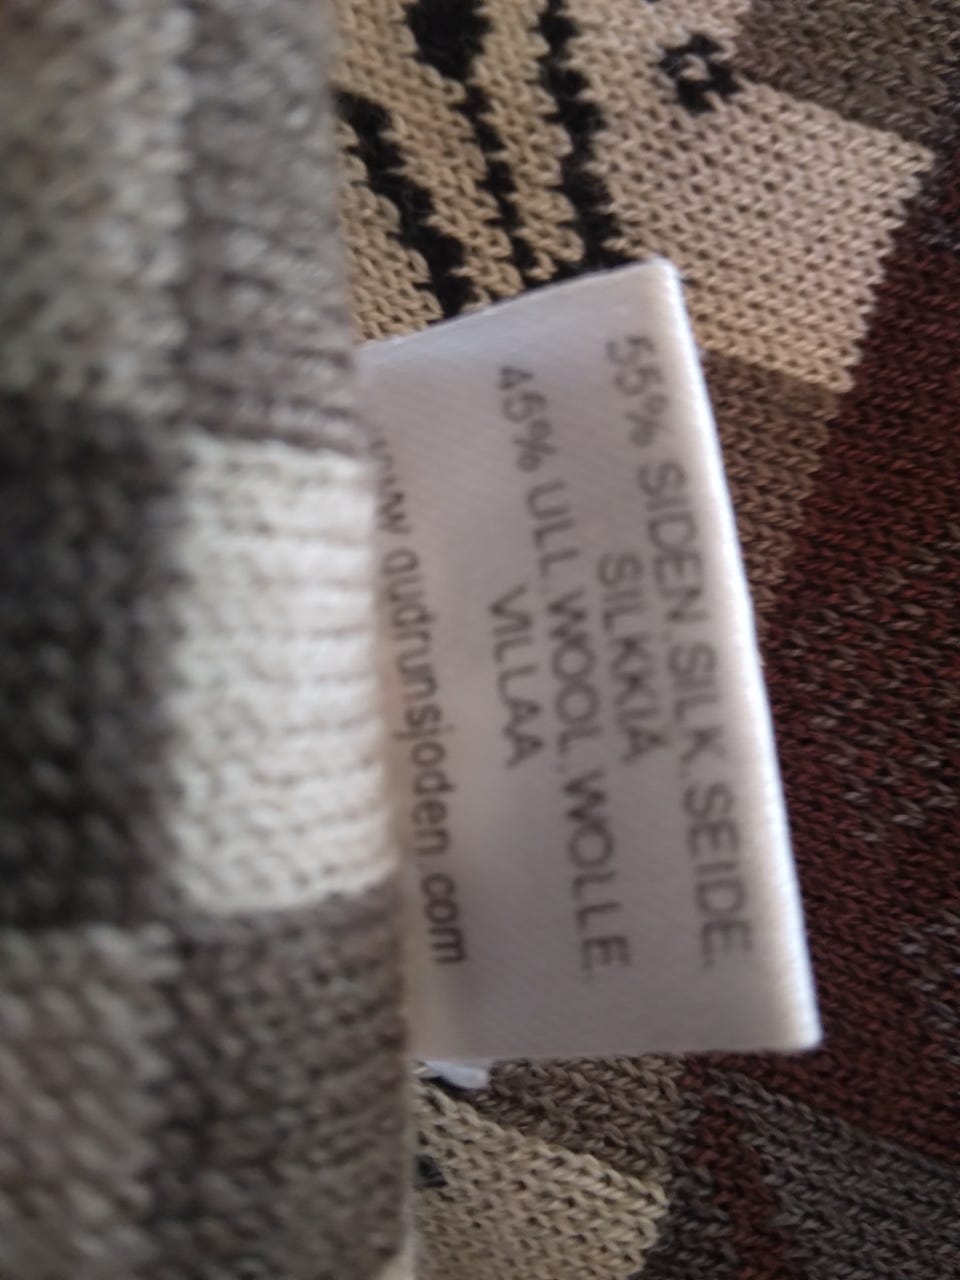 55% SIDEN.SILK.SEIDE.
SILKKIA
45% ULL.WOOL.WOLLE.
VILLAA
www.gudrunsjoden.com